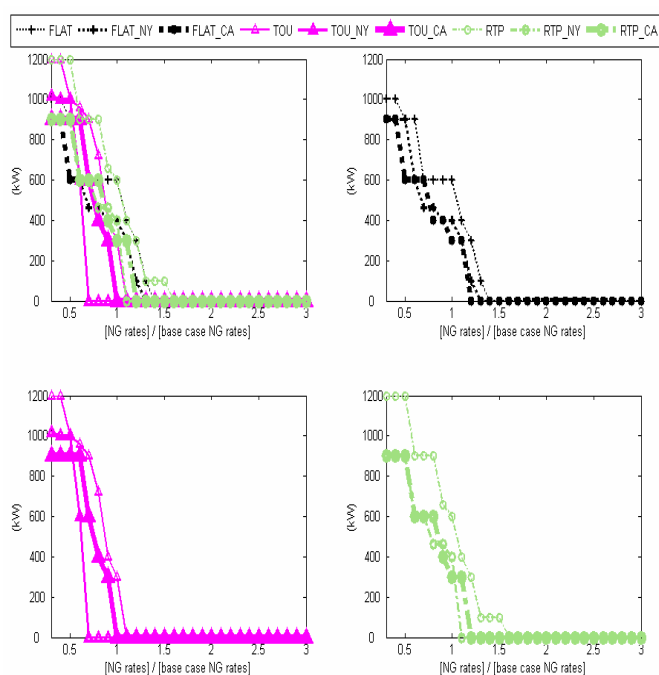 FLAT FLAT_NY FLAT_CA TOU TOU_NY TOU_CA RTP RTP_NY RTP_CA
1200
1000
800
600
400
200
0
(kW)
0.5 1 1.5 2 2.5 3
[NG rates] / [base case NG rates]
1200
1000
800
600
400
200
0
(kW)
0.5 1 1.5 2 2.5 3
[NG rates] / [base case NG rates]
1200
1000
800
600
400
200
0
(kW)
0.5 1 1.5 2 2.5 3
[NG rates] / [base case NG rates]
1200
1000
800
600
400
200
0
(kW)
0.5 1 1.5 2 2.5 3
[NG rates] / [base case NG rates]